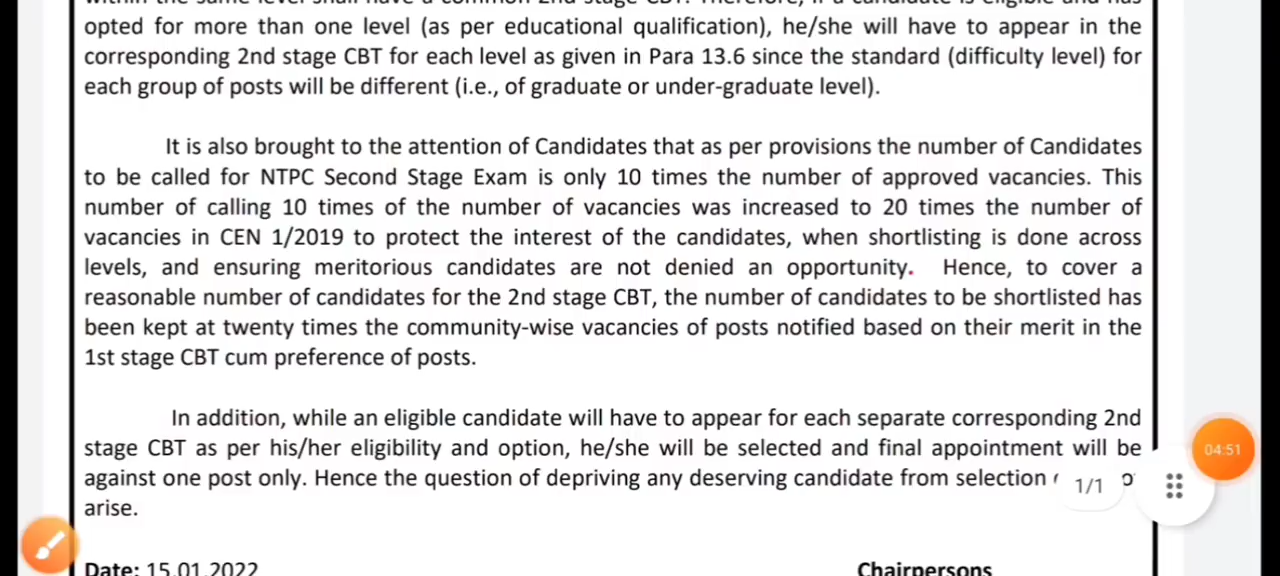 opted for more than one level (as per educational qualification), he/she will have to appear in the
corresponding 2nd stage CBT for each level as given in Para 13.6 since the standard (difficulty level) for
each group of posts will be different (i.e., of graduate or under-graduate level).
It is also brought to the attention of Candidates that as per provisions the number of Candidates
to be called for NTPC Second Stage Exam is only 10 times the number of approved vacancies. This
number of calling 10 times of the number of vacancies was increased to 20 times the number of
vacancies in CEN 1/2019 to protect the interest of the candidates, when shortlisting is done across
levels, and ensuring meritorious candidates are not denied an opportunity. Hence, to cover a
reasonable number of candidates for the 2nd stage CBT, the number of candidates to be shortlisted has
been kept at twenty times the community-wise vacancies of posts notified based on their merit in the
1st stage CBT cum preference of posts.
In addition, while an eligible candidate will have to appear for each separate corresponding 2nd
stage CBT as per his/her eligibility and option, he/she will be selected and final appointment will be
04:51
against one post only. Hence the question of depriving any deserving candidate from selection
1/1
arise.
Date: 15.01.2022 Chairpersons